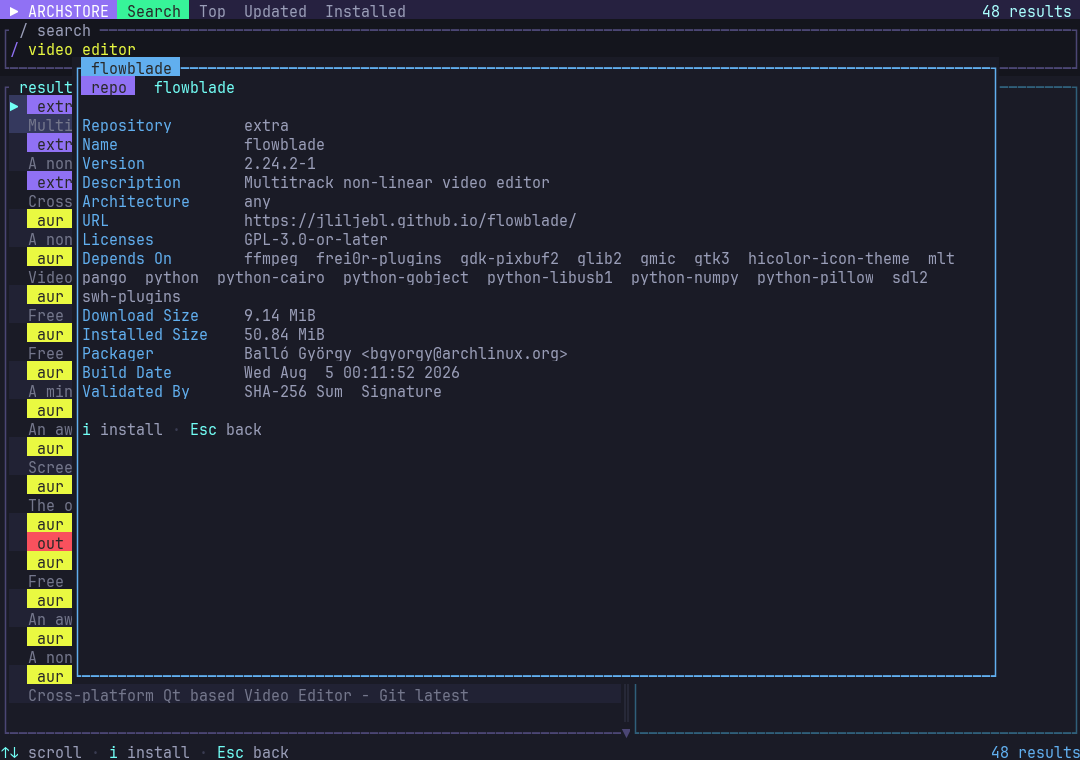 ▶ ARCHSTORE Search Top Updated Installed 48 results
/ search
/ video editor
flowblade
result
repo flowblade
▶ extr
Multi
Repository extra
extr
Name flowblade
A non
Version 2.24.2-1
extr
Description Multitrack non-linear video editor
Cross
Architecture any
aur
URL https://jliljebl.github.io/flowblade/
A non
Licenses GPL-3.0-or-later
aur
Depends On ffmpeg frei0r-plugins gdk-pixbuf2 glib2 gmic gtk3 hicolor-icon-theme mlt
Video
pango python python-cairo python-gobject python-libusb1 python-numpy python-pillow sdl2
aur
swh-plugins
Free
Download Size 9.14 MiB
aur
Installed Size 50.84 MiB
Free
Packager Balló György <bgyorgy@archlinux.org>
aur
Build Date Wed Aug 5 00:11:52 2026
A min
Validated By SHA-256 Sum Signature
aur
An aw
i install · Esc back
aur
Scree
aur
The o
aur
out
aur
Free
aur
An aw
aur
A non
aur
Cross-platform Qt based Video Editor - Git latest
↑↓ scroll · i install · Esc back 48 results